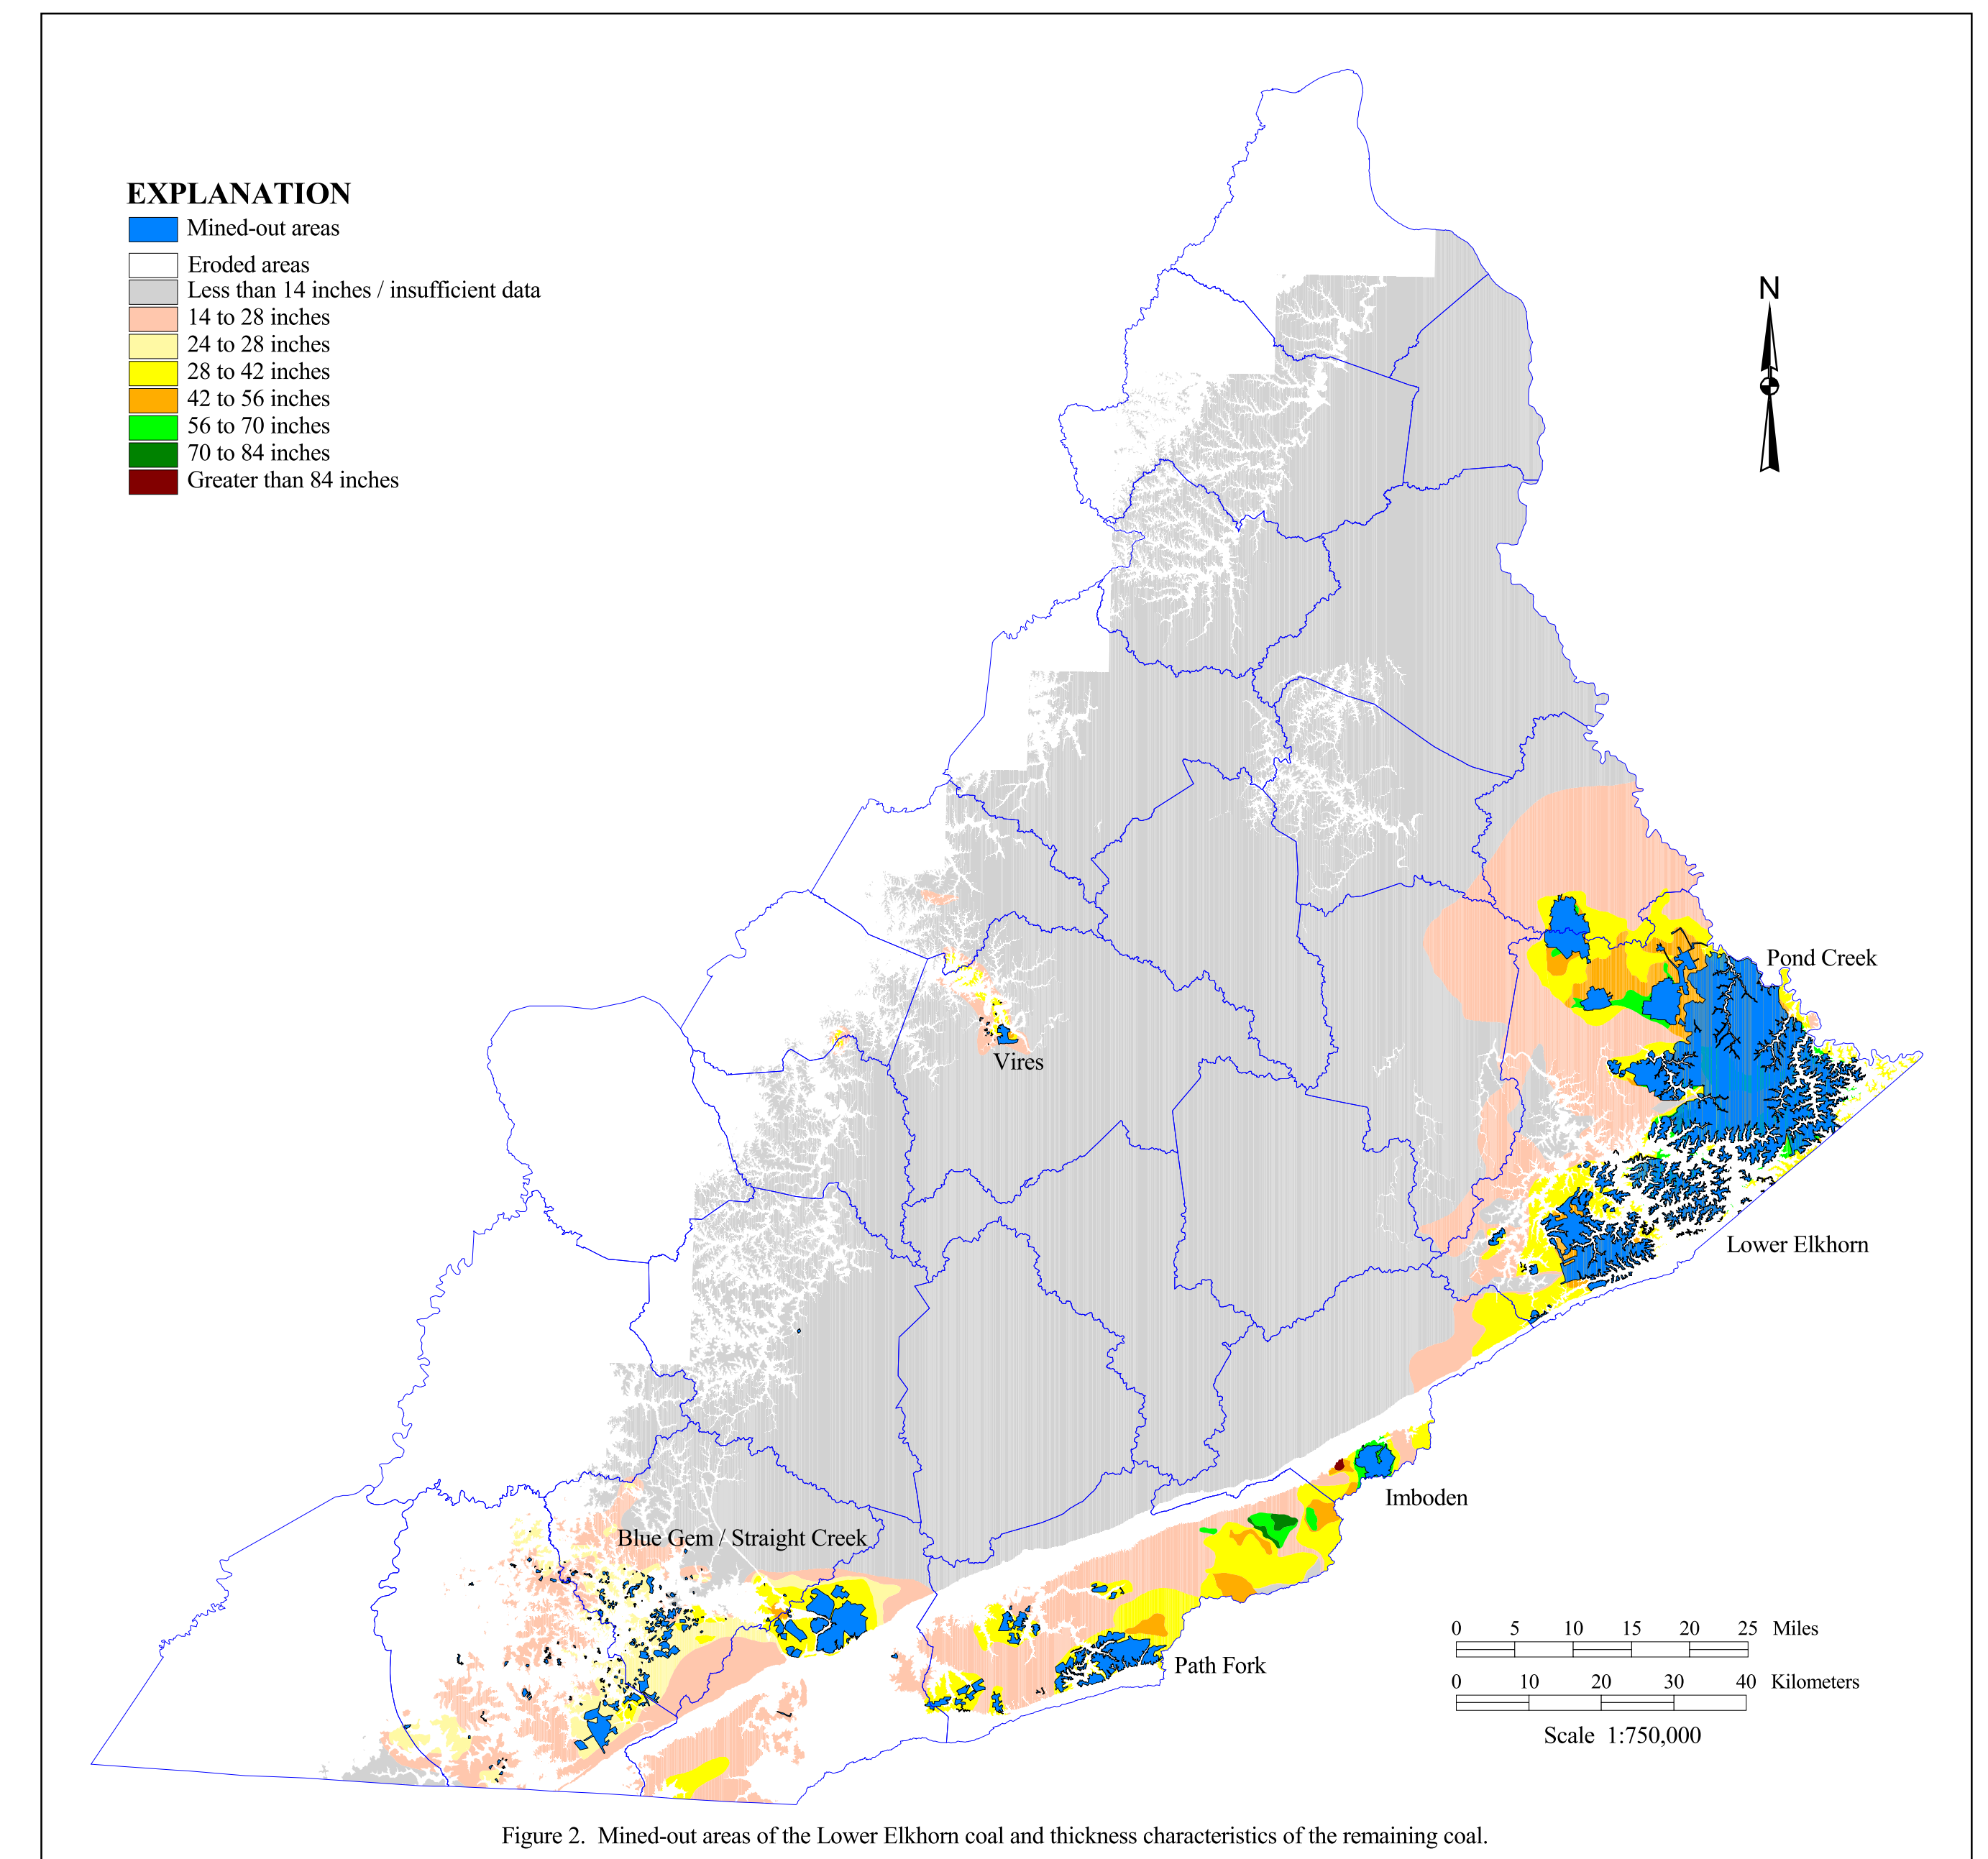 EXPLANATION
Mined-out areas
Eroded areas
Less than 14 inches / insufficient data
14 to 28 inches
24 to 28 inches
28 to 42 inches
42 to 56 inches
56 to 70 inches
70 to 84 inches
Greater than 84 inches
N
Pond Creek
Vires
Lower Elkhorn
Imboden
Blue Gem / Straight Creek
Path Fork
0 5 10 15 20 25 Miles
0 10 20 30 40 Kilometers
Scale 1:750,000
Figure 2. Mined-out areas of the Lower Elkhorn coal and thickness characteristics of the remaining coal.